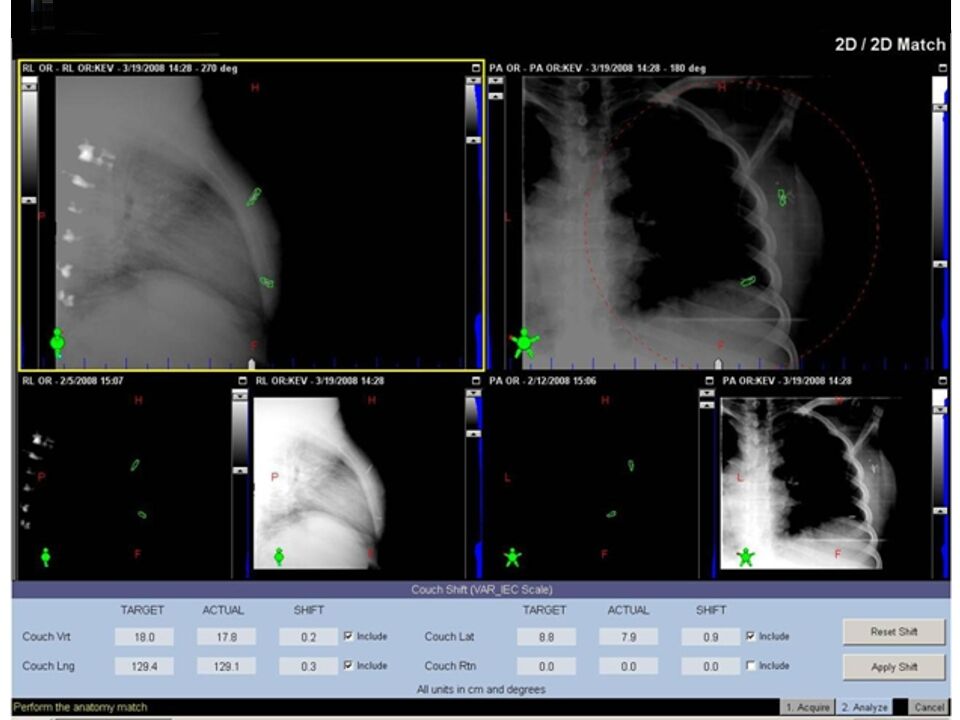 2D / 2D Match
RL OR - RL OR:KEV - 3/19/2008 14:28 - 270 deg
PA OR - PA OR:KEV - 3/19/2008 14:28 - 180 deg
H
H
P
L
F
F
RL OR - 2/5/2008 15:07
RL OR:KEV - 3/19/2008 14:28
PA OR - 2/12/2008 15:06
PA OR:KEV - 3/19/2008 14:28
H
H
H
H
P
P
L
L
F
F
F
F
Couch Shift (VAR_IEC Scale)
TARGET ACTUAL SHIFT TARGET ACTUAL SHIFT
Couch Vrt 18.0 17.8 0.2 Include Couch Lat 8.8 7.9 0.9 Include Reset Shift
Couch Lng 129.4 129.1 0.3 Include Couch Rtn 0.0 0.0 0.0 Include Apply Shift
All units in cm and degrees
Perform the anatomy match 1. Acquire 2. Analyze Cancel